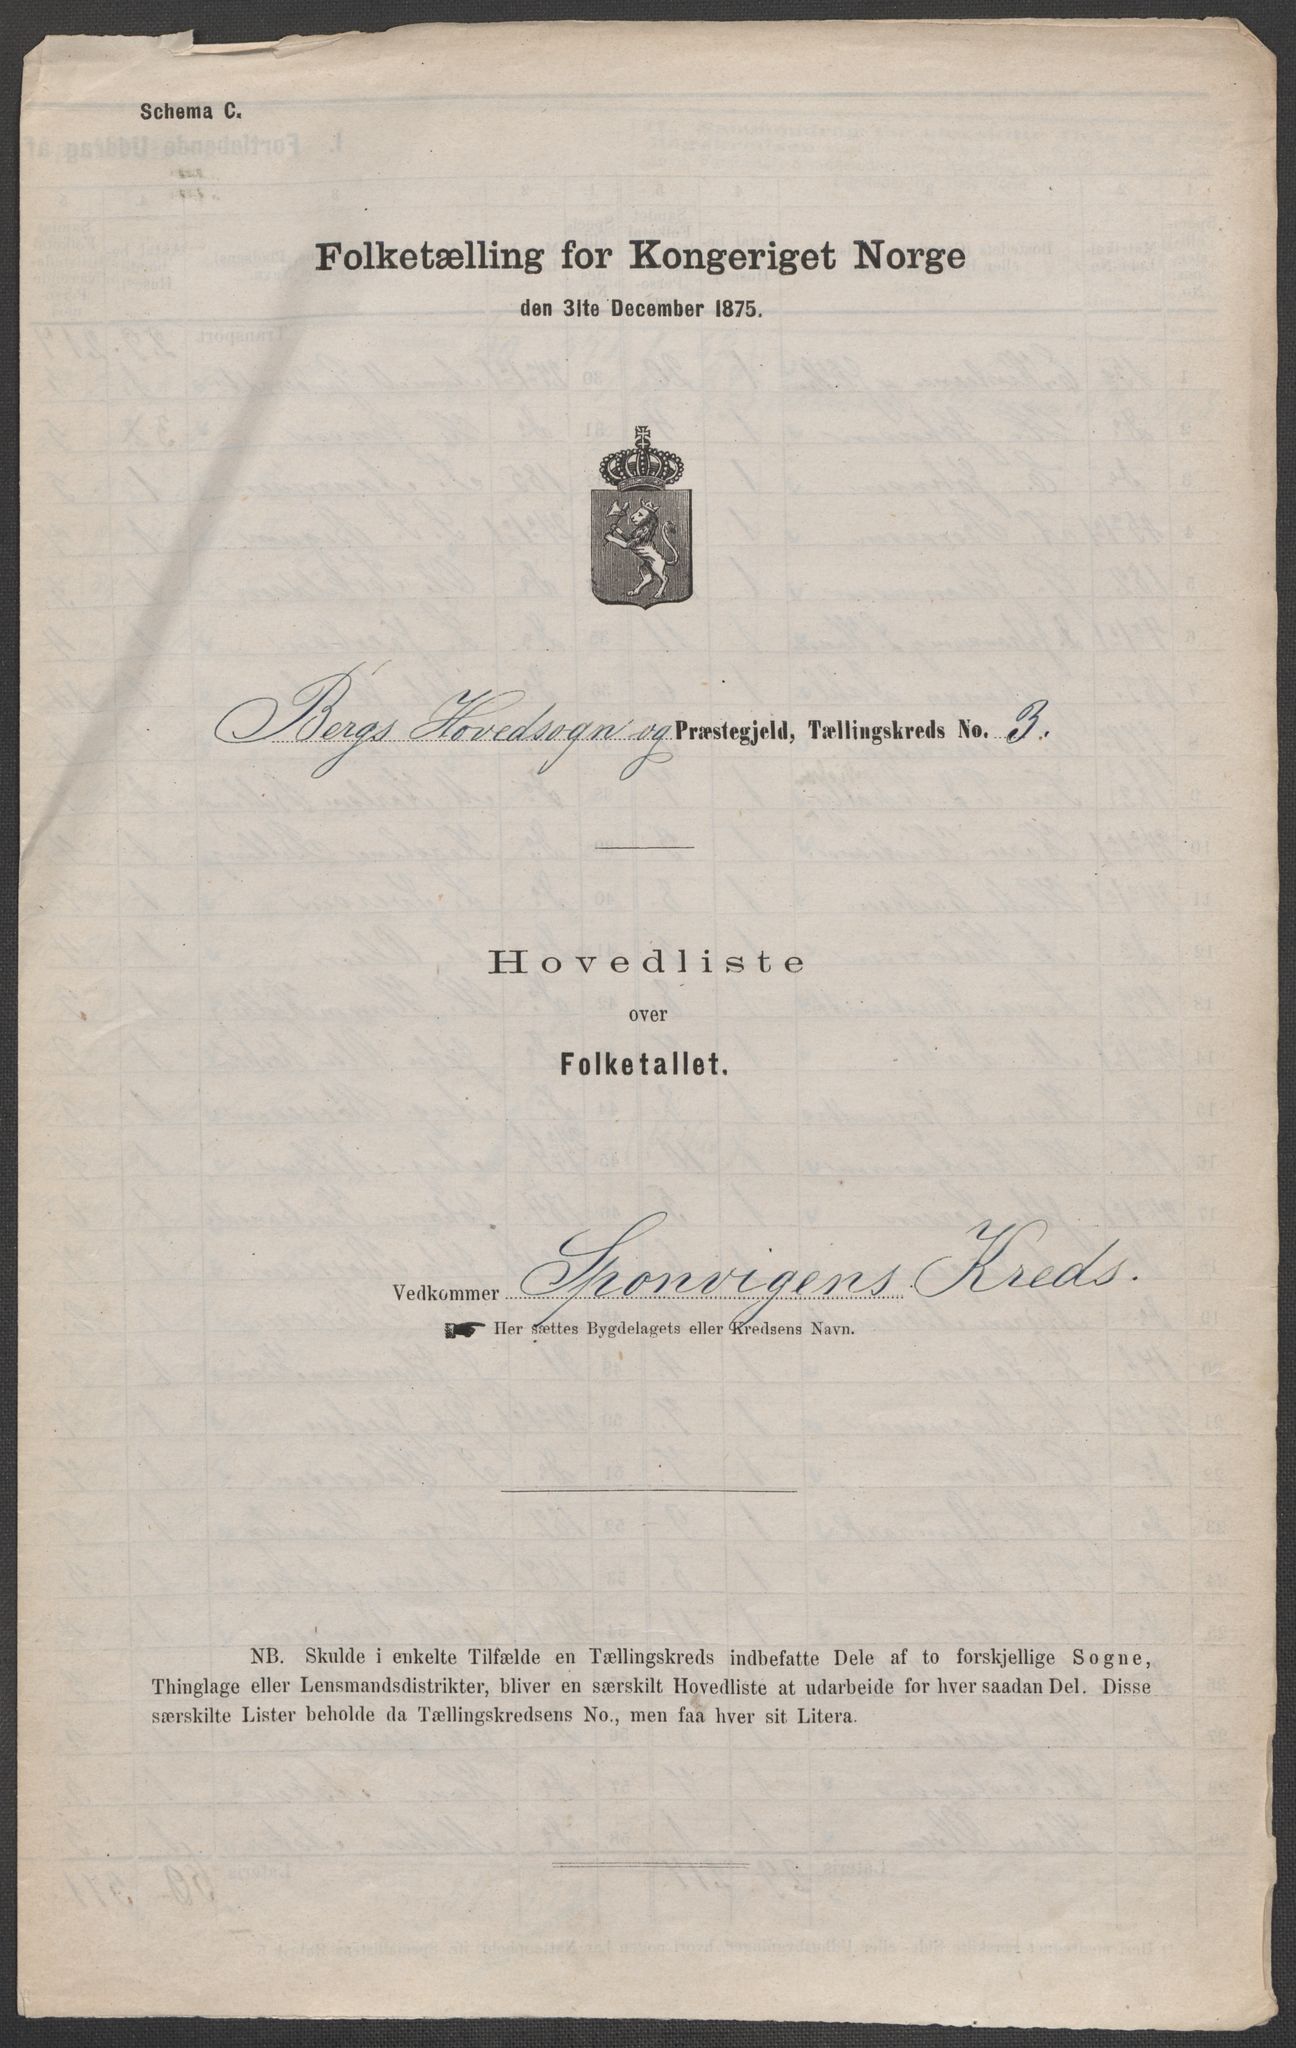 Schema C.
Folketælling for Kongeriget Norge
den 31te December 1875.
Bergs Hovedsogn og Præstegjeld, Tællingskreds No. 3.
Hovedliste
over
Folketallet.
Vedkommer Sponvigens Kreds.
Her sættes Bygdelagets eller Kredsens Navn.
NB. Skulde i enkelte Tilfælde en Tællingskreds indbefatte Dele af to forskjellige Sogne,
Thinglage eller Lensmandsdistrikter, bliver en særskilt Hovedliste at udarbeide for hver saadan Del. Disse
særskilte Lister beholde da Tællingskredsens No., men faa hver sit Litera.